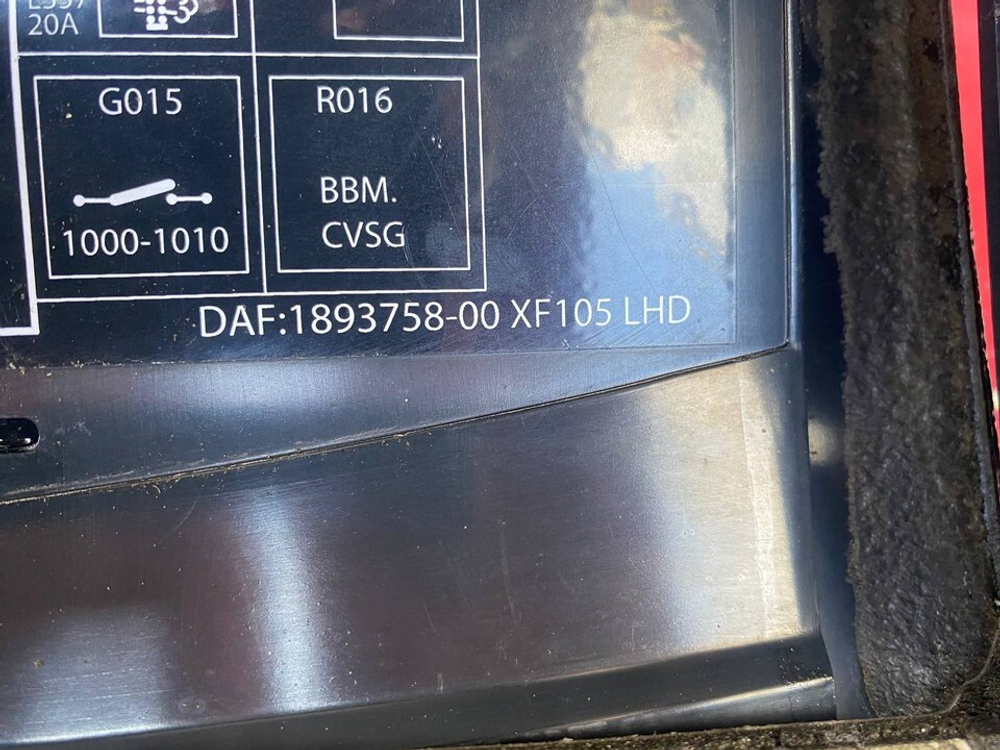 20A
G015
R016
BBM.
CVSG
1000-1010
DAF:1893758-00 XF105 LHD